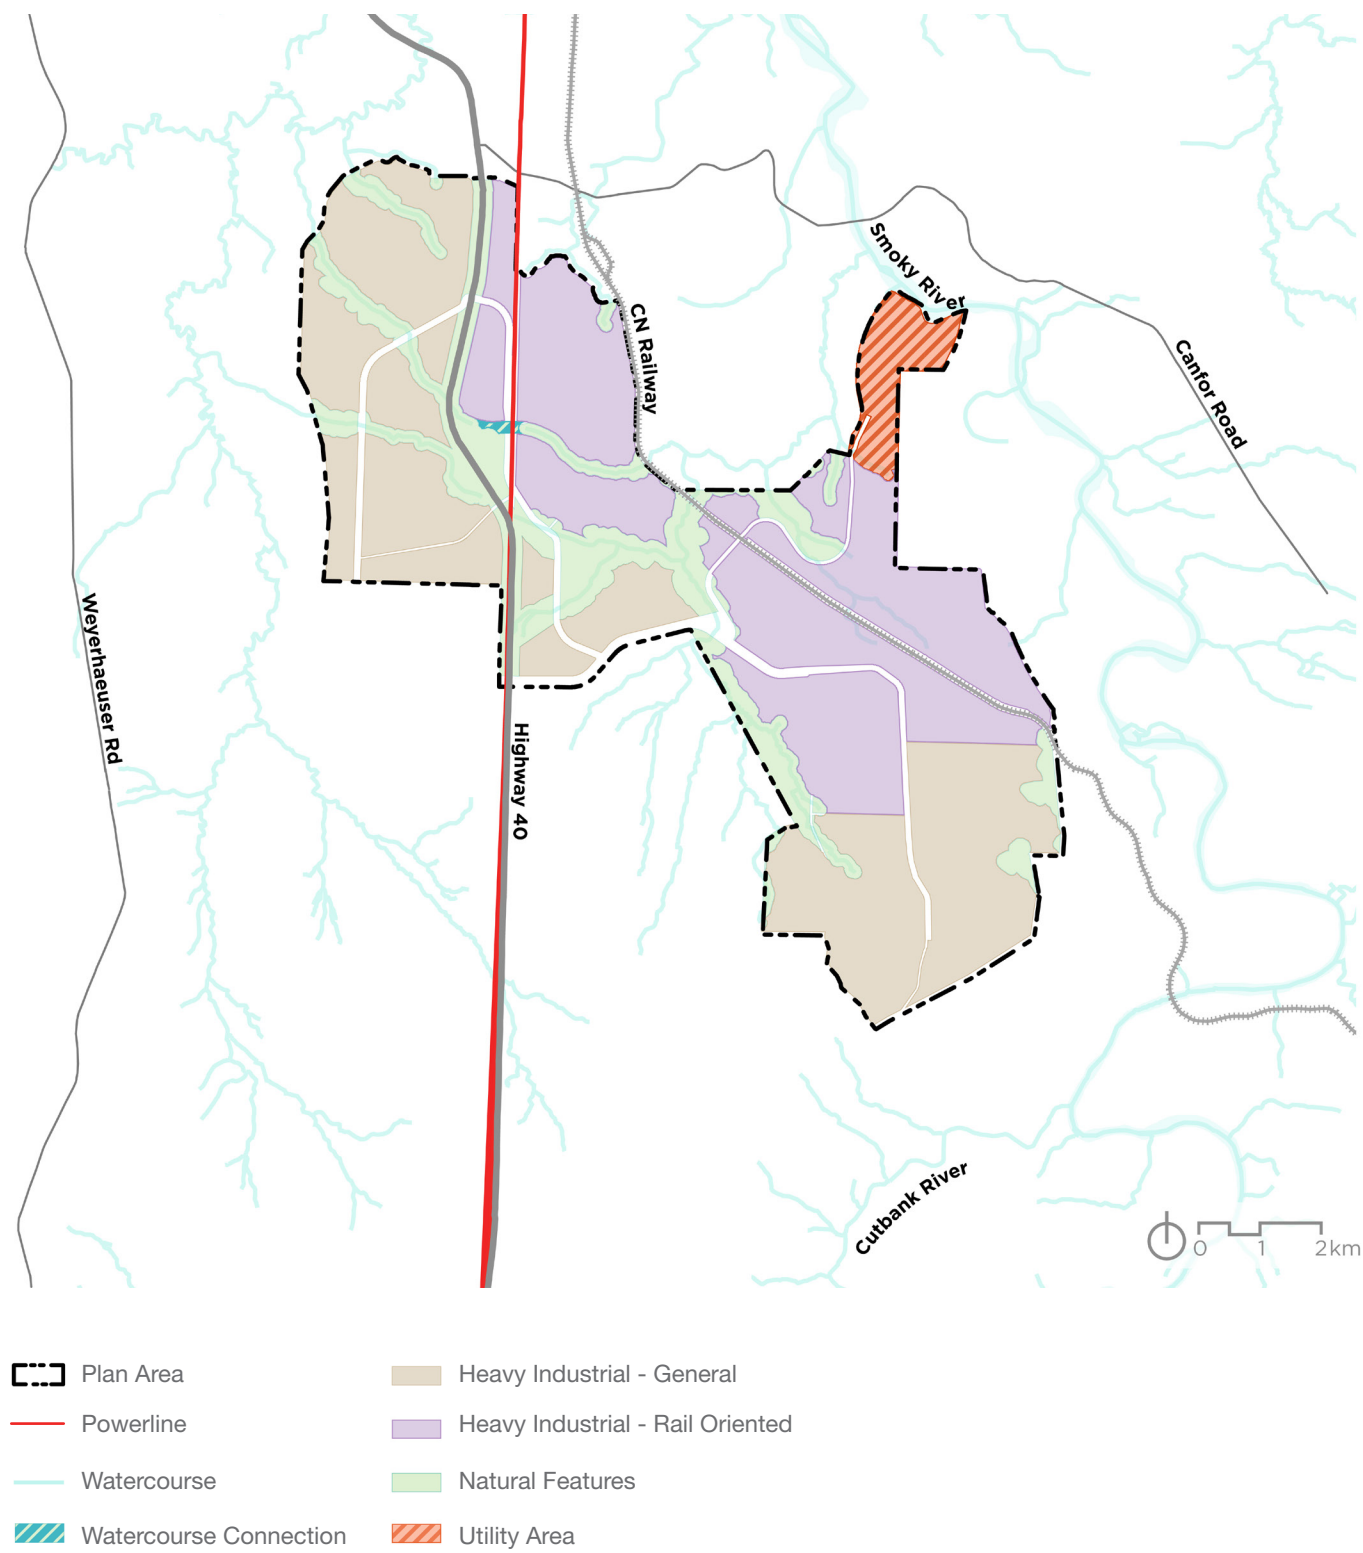 Smoky River
CN Railway
Canfor Road
Weyerhaeuser Rd
Highway 40
Cutbank River
0 1 2km
Plan Area
Heavy Industrial - General
Powerline
Heavy Industrial - Rail Oriented
Watercourse
Natural Features
Watercourse Connection
Utility Area